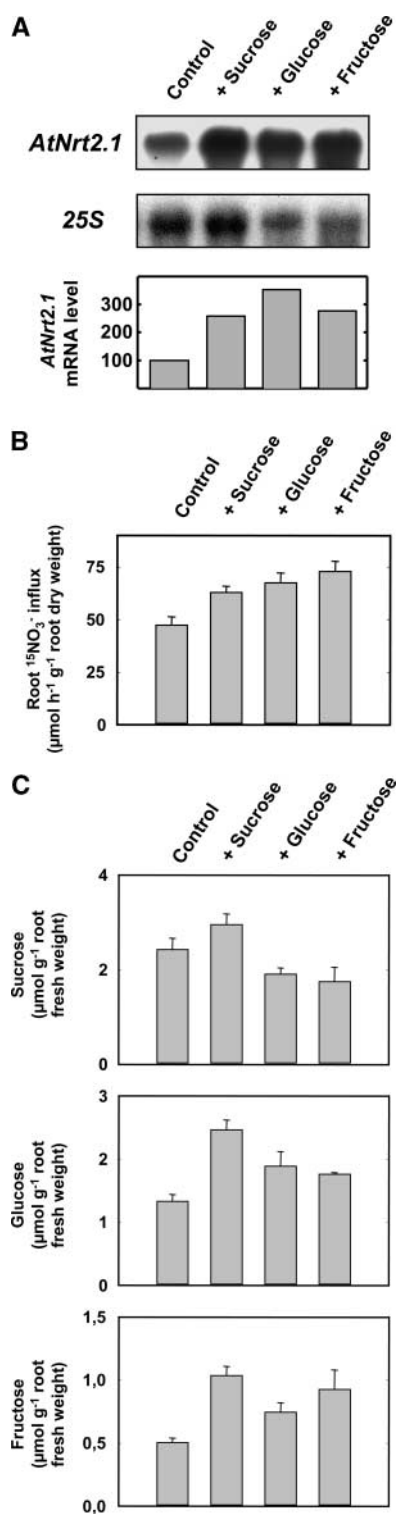 A
Control
+ Sucrose
+ Glucose
+ Fructose
AtNrt2.1
25S
AtNrt2.1
mRNA level
300
200
100
B
Control
+ Sucrose
+ Glucose
+ Fructose
Root ¹⁵NO₃⁻ influx
(µmol h⁻¹ g⁻¹ root dry weight)
75
50
25
0
C
Control
+ Sucrose
+ Glucose
+ Fructose
Sucrose
(µmol g⁻¹ root
fresh weight)
4
2
0
Glucose
(µmol g⁻¹ root
fresh weight)
3
2
1
0
Fructose
(µmol g⁻¹ root
fresh weight)
1,5
1,0
0,5
0,0